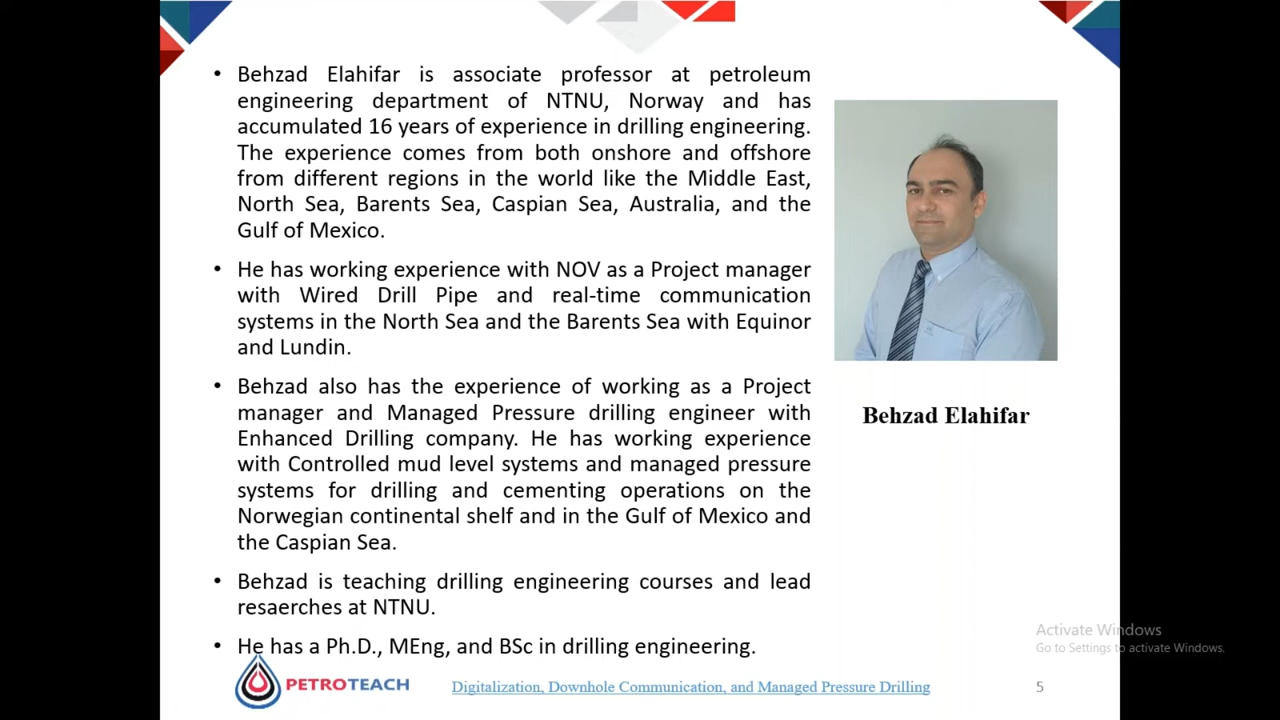 • Behzad Elahifar is associate professor at petroleum
engineering department of NTNU, Norway and has
accumulated 16 years of experience in drilling engineering.
The experience comes from both onshore and offshore
from different regions in the world like the Middle East,
North Sea, Barents Sea, Caspian Sea, Australia, and the
Gulf of Mexico.
• He has working experience with NOV as a Project manager
with Wired Drill Pipe and real-time communication
systems in the North Sea and the Barents Sea with Equinor
and Lundin.
• Behzad also has the experience of working as a Project
manager and Managed Pressure drilling engineer with
Enhanced Drilling company. He has working experience
with Controlled mud level systems and managed pressure
systems for drilling and cementing operations on the
Norwegian continental shelf and in the Gulf of Mexico and
the Caspian Sea.
• Behzad is teaching drilling engineering courses and lead
resaerches at NTNU.
• He has a Ph.D., MEng, and BSc in drilling engineering.
Behzad Elahifar
Activate Windows
Go to Settings to activate Windows.
PETROTEACH
Digitalization, Downhole Communication, and Managed Pressure Drilling
5